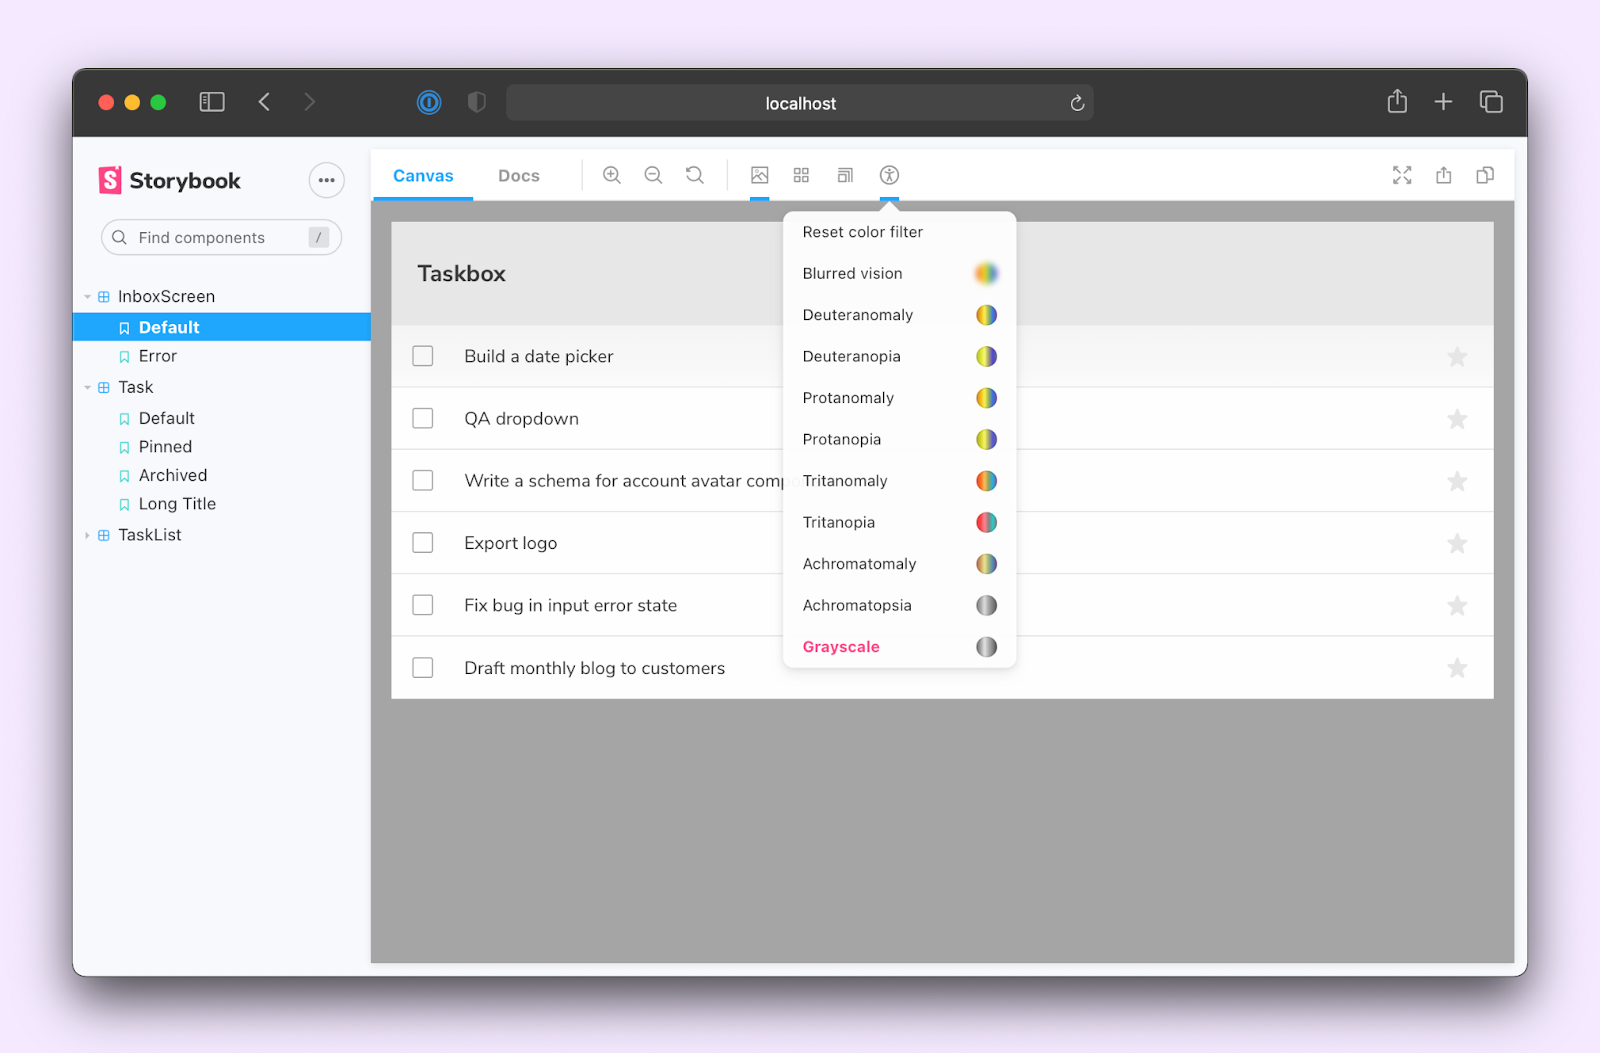 localhost
Storybook
Find components /
InboxScreen
Default
Error
Task
Default
Pinned
Archived
Long Title
TaskList
Canvas Docs
Taskbox
Build a date picker
QA dropdown
Write a schema for account avatar compo
Export logo
Fix bug in input error state
Draft monthly blog to customers
Reset color filter
Blurred vision
Deuteranomaly
Deuteranopia
Protanomaly
Protanopia
Tritanomaly
Tritanopia
Achromatomaly
Achromatopsia
Grayscale